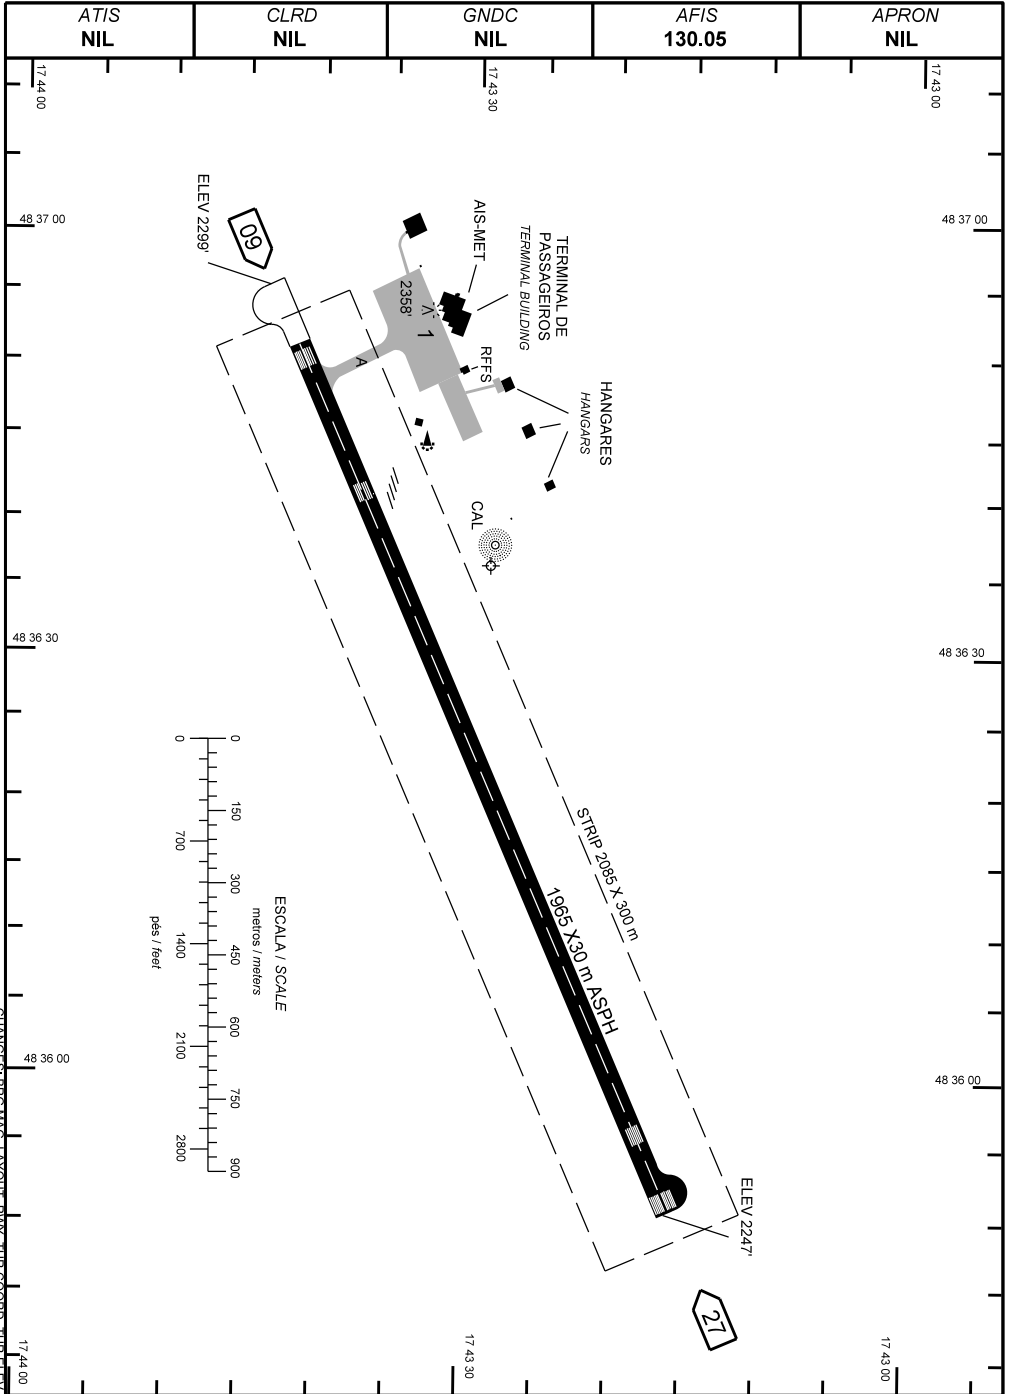 ATIS
NIL
CLRD
NIL
GNDC
NIL
AFIS
130.05
APRON
NIL
17 44 00
17 43 30
17 43 00
48 37 00
48 37 00
ELEV 2299'
09
AIS-MET
TERMINAL DE
PASSAGEIROS
TERMINAL BUILDING
2358'
1
A
RFFS
HANGARES
HANGARS
CAL
48 36 30
48 36 30
STRIP 2085 X 300 m
1965 X30 m ASPH
ESCALA / SCALE
metros / meters
0 150 300 450 600 750 900
0 700 1400 2100 2800
pés / feet
48 36 00
48 36 00
ELEV 2247'
27
17 44 00
17 43 30
17 43 00